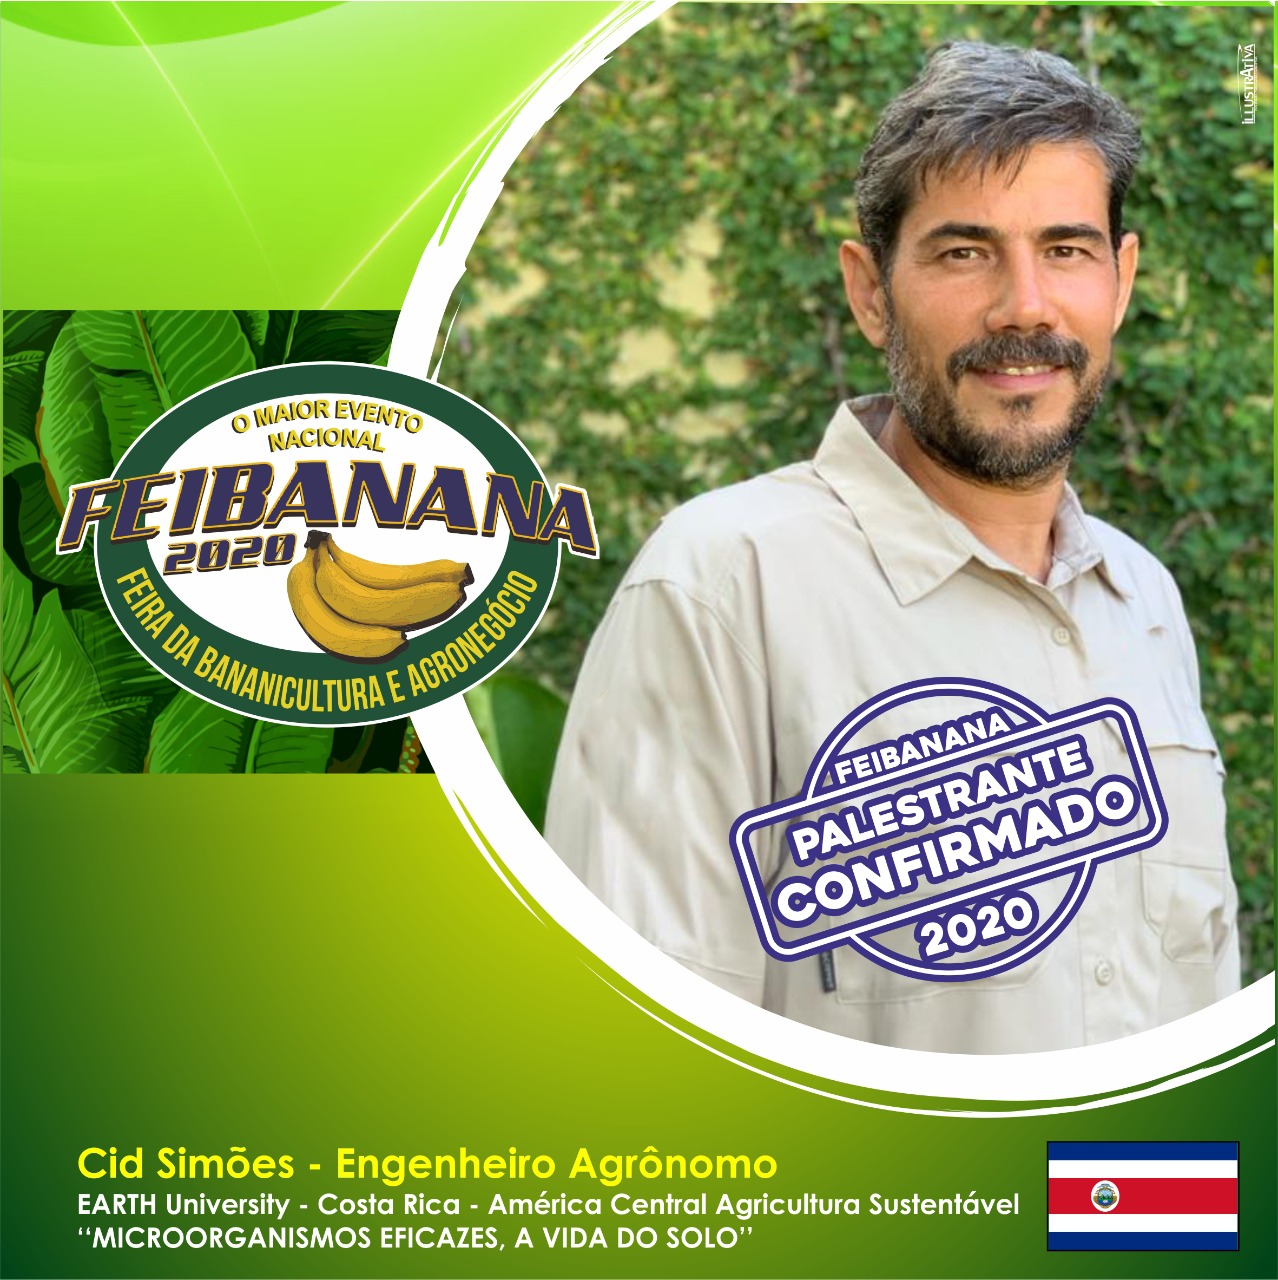 ILLUSTRATIVA
O MAIOR EVENTO
NACIONAL
FEIBANANA
2020
FEIRA DA BANANICULTURA E AGRONEGÓCIO
FEIBANANA
PALESTRANTE
CONFIRMADO
2020
Cid Simões - Engenheiro Agrônomo
EARTH University - Costa Rica - América Central Agricultura Sustentável
‘‘MICROORGANISMOS EFICAZES, A VIDA DO SOLO’’